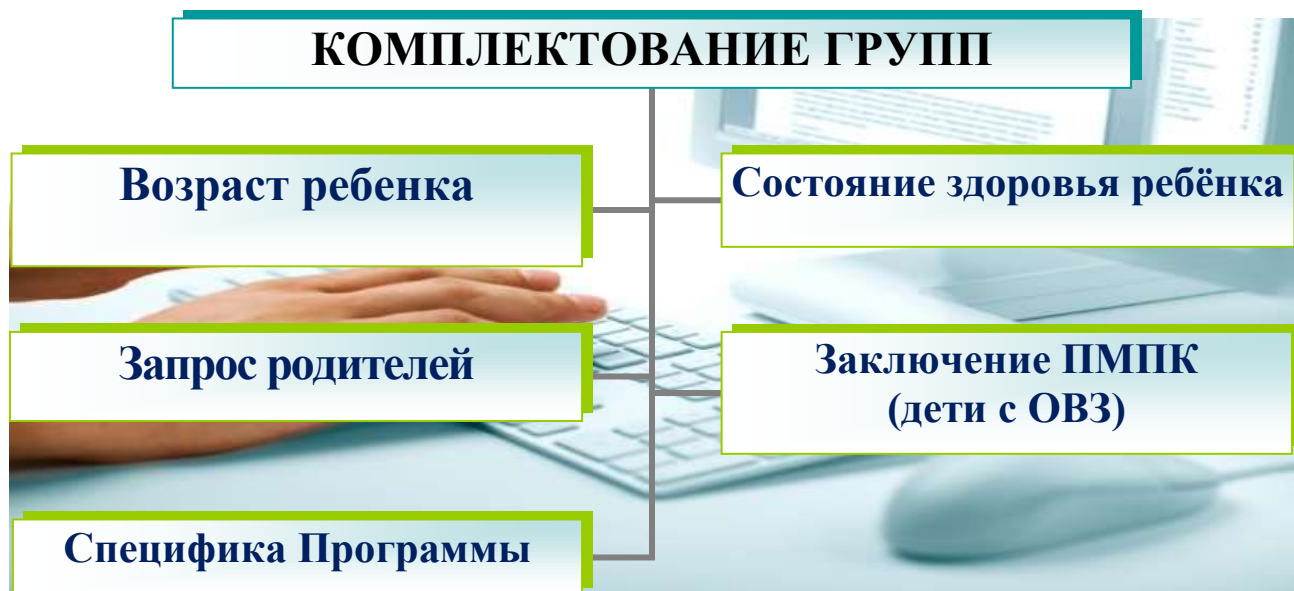 КОМПЛЕКТОВАНИЕ ГРУПП
Возраст ребенка
Состояние здоровья ребёнка
Запрос родителей
Заключение ПМПК
(дети с ОВЗ)
Специфика Программы